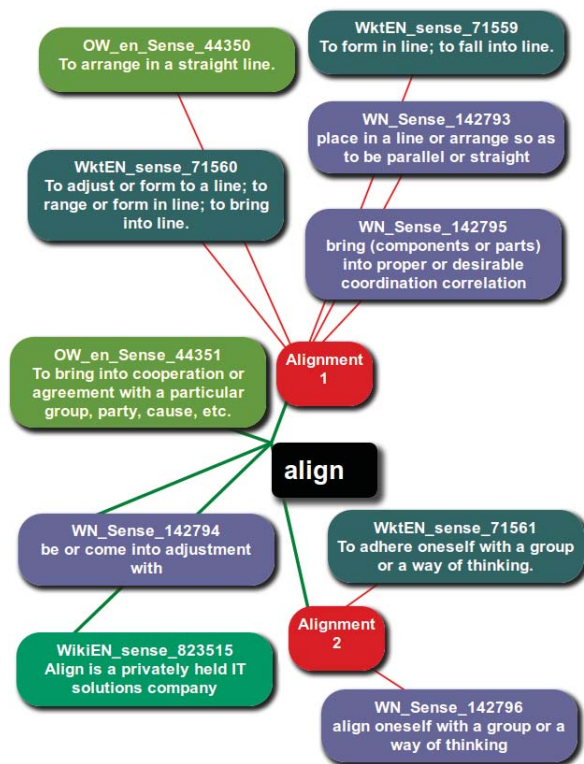 OW_en_Sense_44350
To arrange in a straight line.
WktEN_sense_71559
To form in line; to fall into line.
WN_Sense_142793
place in a line or arrange so as
to be parallel or straight
WktEN_sense_71560
To adjust or form to a line; to
range or form in line; to bring
into line.
WN_Sense_142795
bring (components or parts)
into proper or desirable
coordination correlation
OW_en_Sense_44351
To bring into cooperation or
agreement with a particular
group, party, cause, etc.
Alignment
1
align
WN_Sense_142794
be or come into adjustment
with
WktEN_sense_71561
To adhere oneself with a group
or a way of thinking.
Alignment
2
WikiEN_sense_823515
Align is a privately held IT
solutions company
WN_Sense_142796
align oneself with a group or a
way of thinking